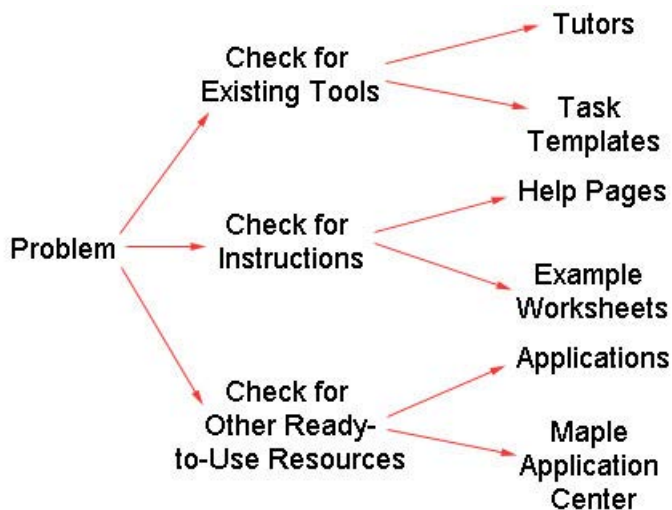 Problem
Check for
Existing Tools
Tutors
Task
Templates
Check for
Instructions
Help Pages
Example
Worksheets
Check for
Other Ready-
to-Use Resources
Applications
Maple
Application
Center